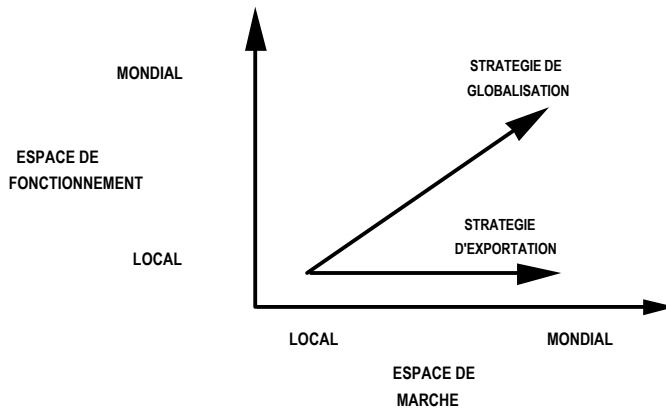 STRATEGIE DE
GLOBALISATION
MONDIAL
ESPACE DE
FONCTIONNEMENT
STRATEGIE
D'EXPORTATION
LOCAL
LOCAL
MONDIAL
ESPACE DE
MARCHE